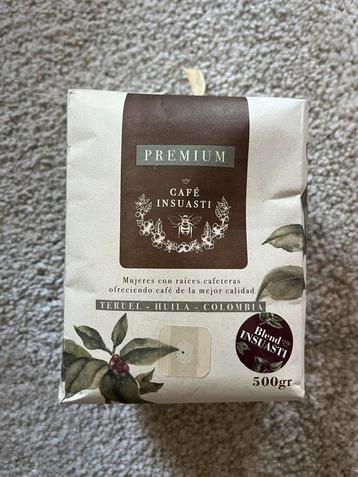 PREMIUM
CAFÉ
INSUASTI
Mujeres con raíces cafeteras
ofreciendo café de la mejor calidad
TERUEL - HUILA - COLOMBIA
Blend
INSUASTI
500gr